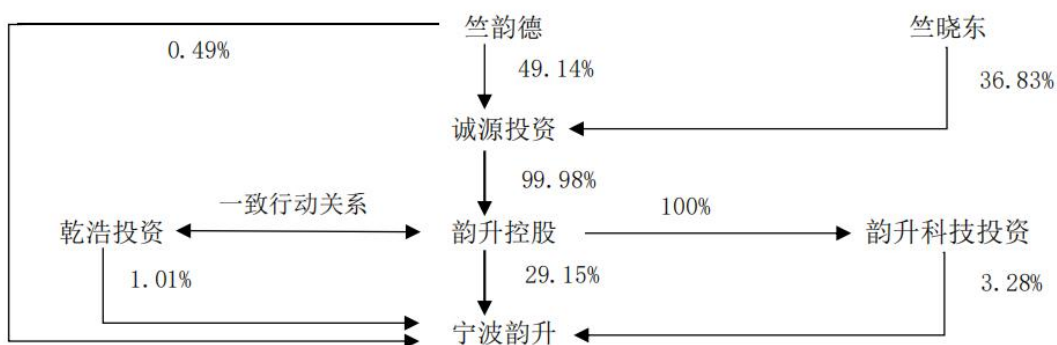 竺韵德
竺晓东
0.49%
49.14%
36.83%
诚源投资
99.98%
一致行动关系
100%
乾浩投资
韵升控股
韵升科技投资
1.01%
29.15%
3.28%
宁波韵升